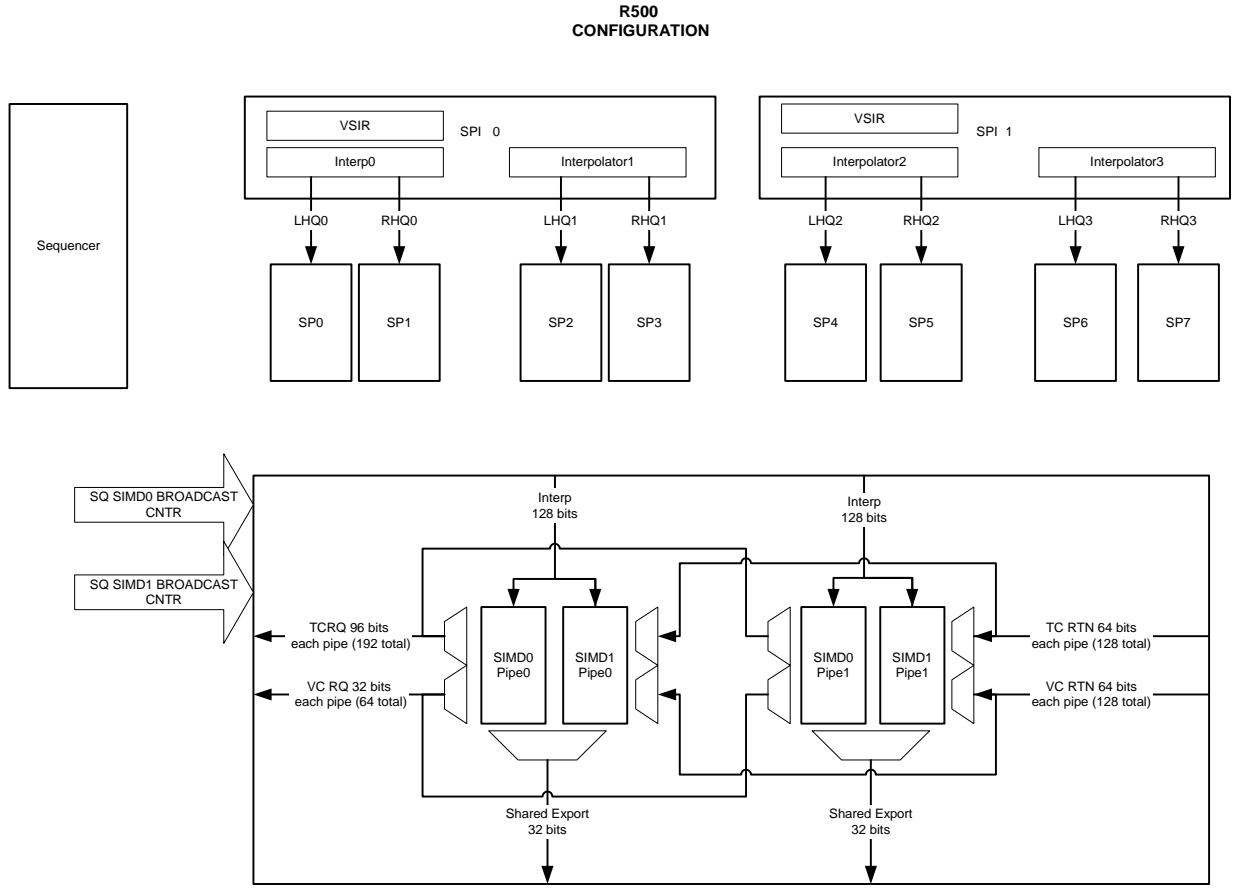 R500
CONFIGURATION
VSIR
SPI 0
Interp0
Interpolator1
VSIR
SPI 1
Interpolator2
Interpolator3
LHQ0
RHQ0
LHQ1
RHQ1
LHQ2
RHQ2
LHQ3
RHQ3
Sequencer
SP0
SP1
SP2
SP3
SP4
SP5
SP6
SP7
SQ SIMD0 BROADCAST
CNTR
SQ SIMD1 BROADCAST
CNTR
Interp
128 bits
Interp
128 bits
TCRQ 96 bits
each pipe (192 total)
VC RQ 32 bits
each pipe (64 total)
SIMD0
Pipe0
SIMD1
Pipe0
SIMD0
Pipe1
SIMD1
Pipe1
TC RTN 64 bits
each pipe (128 total)
VC RTN 64 bits
each pipe (128 total)
Shared Export
32 bits
Shared Export
32 bits